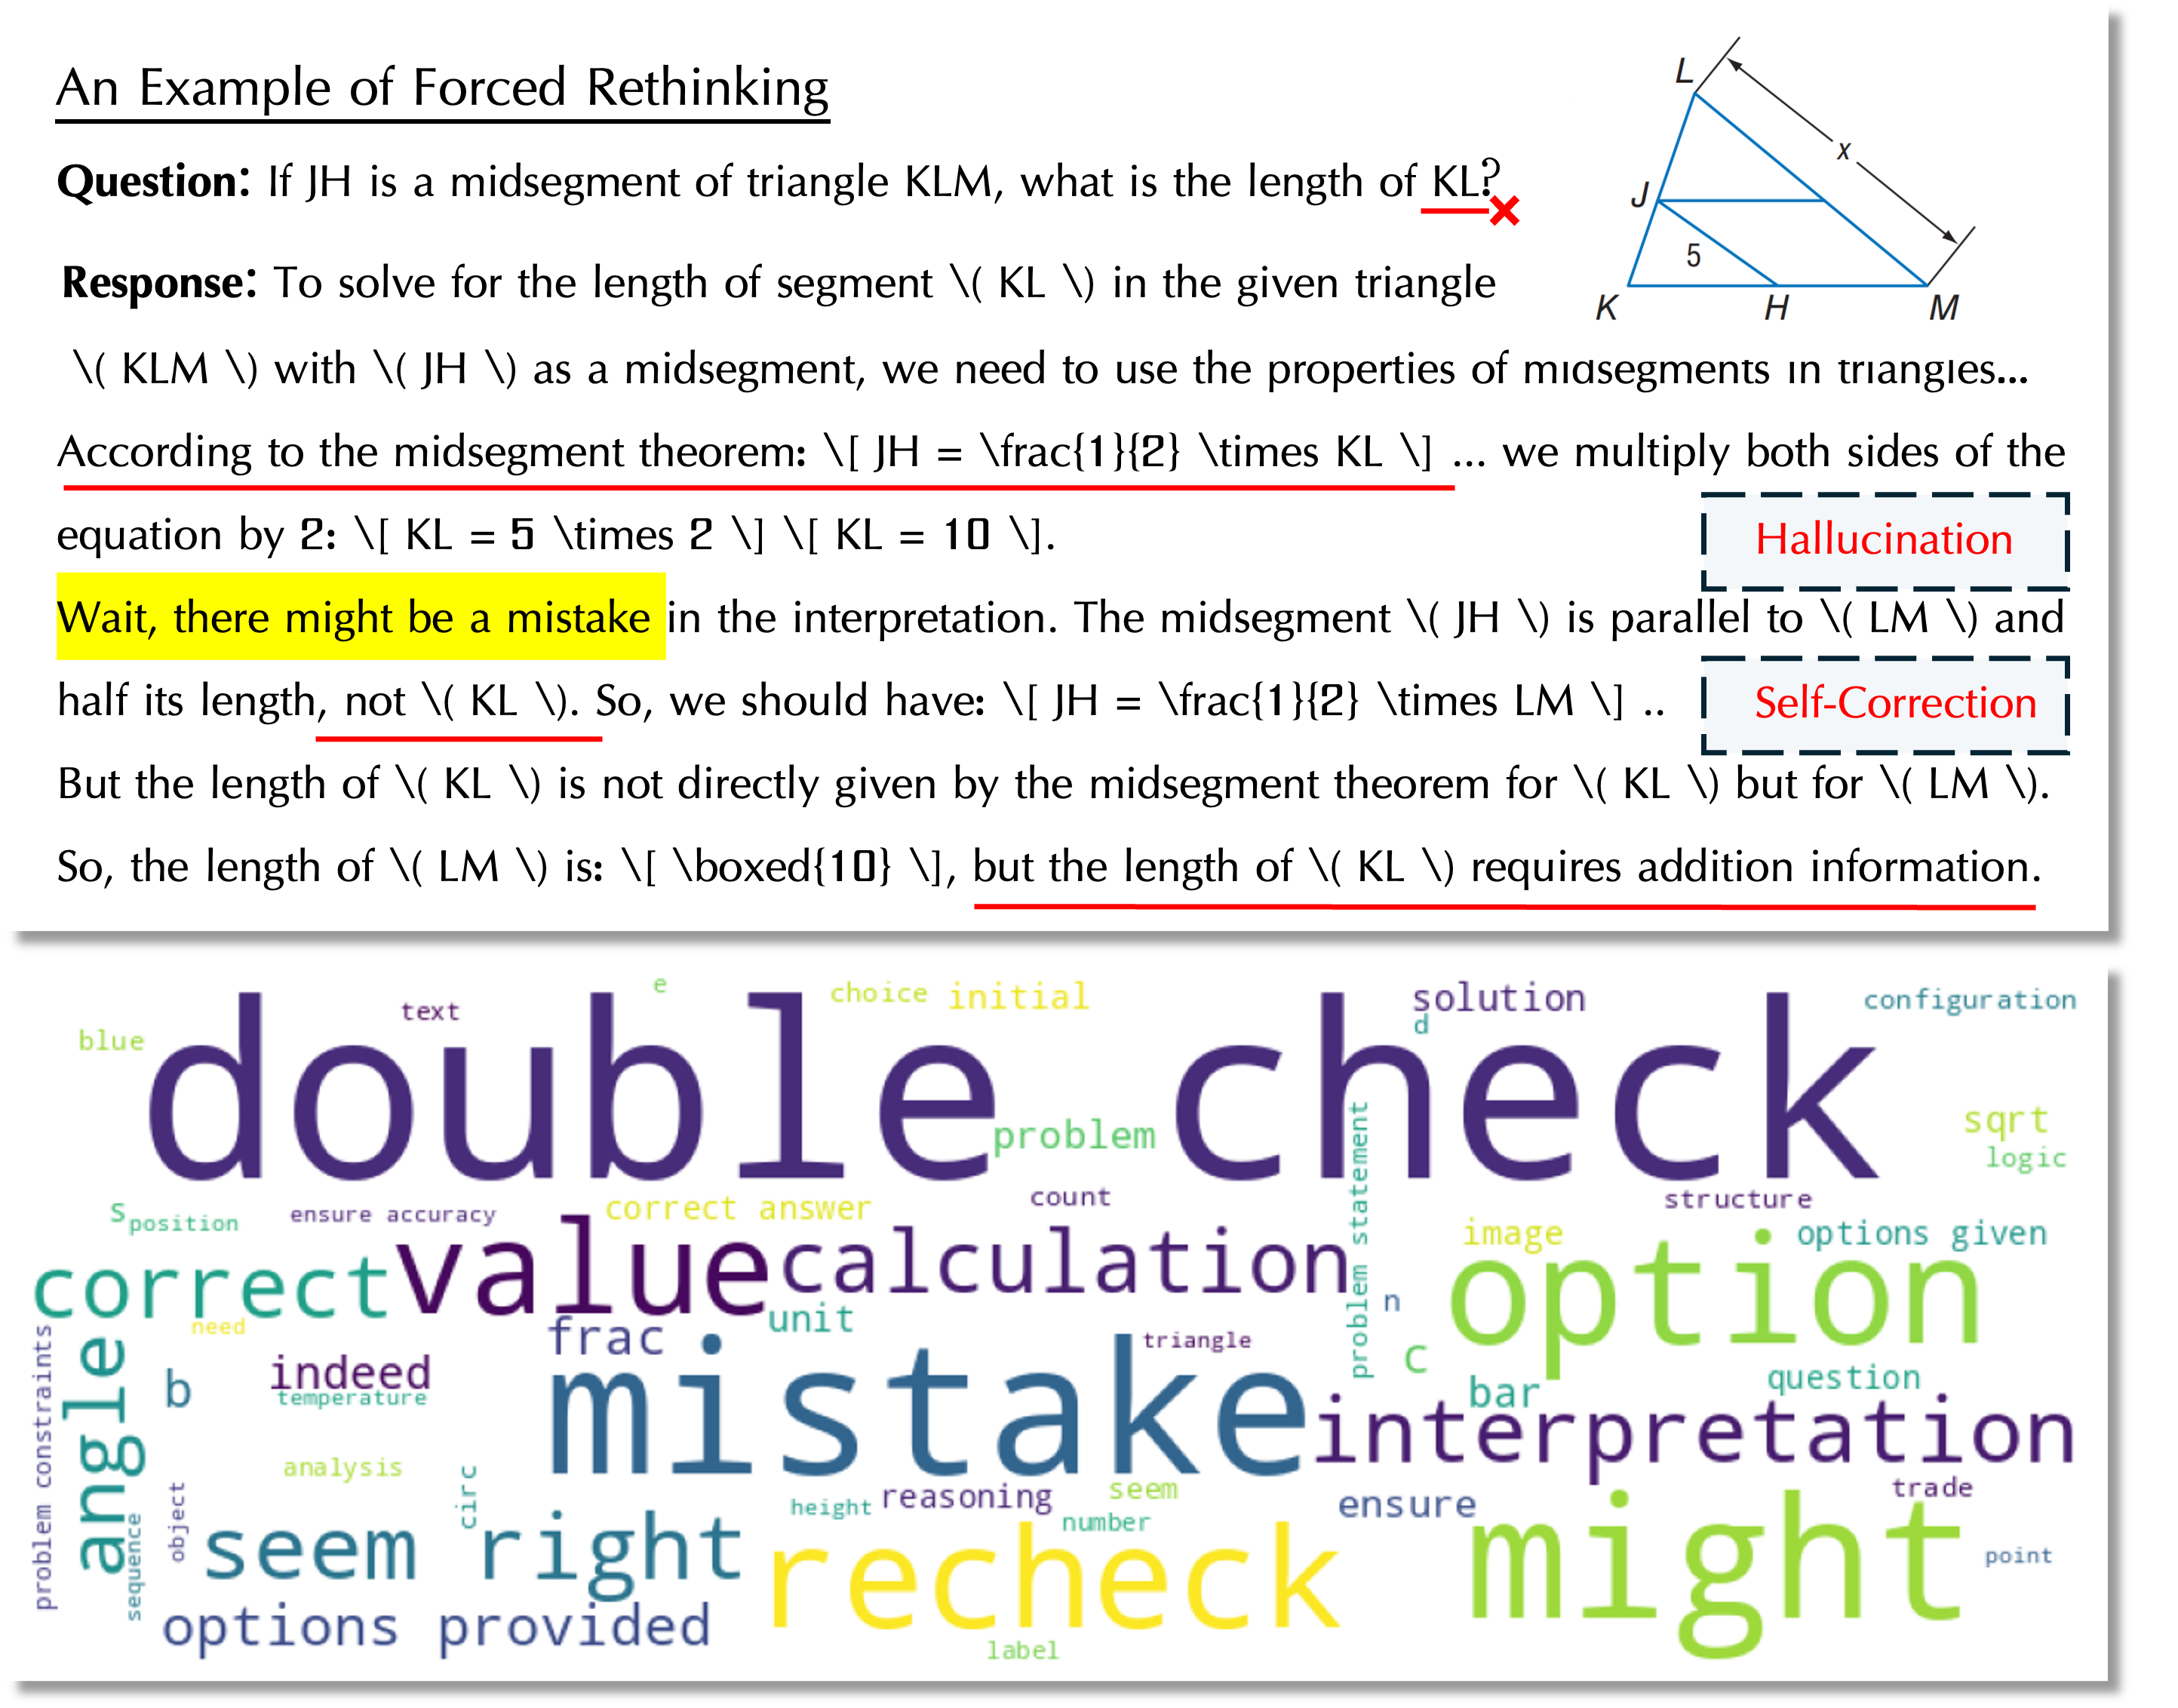 An Example of Forced Rethinking
Question: If JH is a midsegment of triangle KLM, what is the length of KL?
Response: To solve for the length of segment \( KL \) in the given triangle
\( KLM \) with \( JH \) as a midsegment, we need to use the properties of midsegments in triangles...
According to the midsegment theorem: \[ JH = \frac{1}{2} \times KL \] ... we multiply both sides of the
equation by 2: \[ KL = 5 \times 2 \] \[ KL = 10 \].
Hallucination
Wait, there might be a mistake in the interpretation. The midsegment \( JH \) is parallel to \( LM \) and
half its length, not \( KL \). So, we should have: \[ JH = \frac{1}{2} \times LM \] ..
Self-Correction
But the length of \( KL \) is not directly given by the midsegment theorem for \( KL \) but for \( LM \).
So, the length of \( LM \) is: \[ \boxed{10} \], but the length of \( KL \) requires addition information.
L
x
J
5
K
H
M
double check
e
choice
initial
solution
configuration
text
d
blue
problem
sqrt
logic
problem statement
s
position
ensure accuracy
correct answer
count
structure
image
options given
correct
value
calculation
option
need
unit
n
frac
triangle
c
indeed
b
temperature
mistake
bar
question
interpretation
angle
problem constraints
analysis
circ
object
sequence
height
reasoning
seem
number
ensure
trade
seem right
recheck
might
point
options provided
label